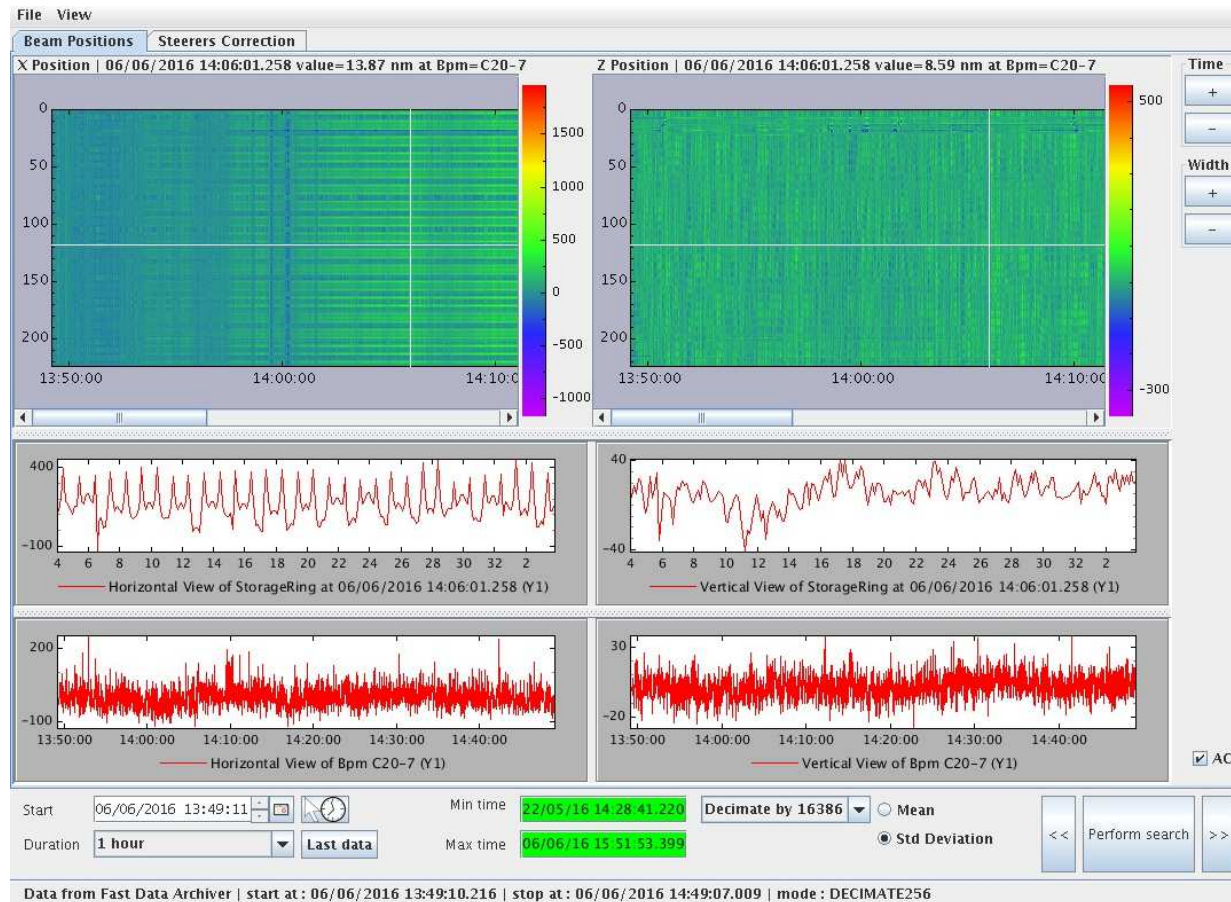 File View
Beam Positions Steerers Correction
X Position | 06/06/2016 14:06:01.258 value=13.87 nm at Bpm=C20-7
Z Position | 06/06/2016 14:06:01.258 value=8.59 nm at Bpm=C20-7
Time
+
-
Width
+
-
0
50
100
150
200
13:50:00 14:00:00 14:10:0
1500
1000
500
0
-500
-1000
0
50
100
150
200
13:50:00 14:00:00 14:10:00
500
-300
400
-100
4 6 8 10 12 14 16 18 20 22 24 26 28 30 32 2
Horizontal View of StorageRing at 06/06/2016 14:06:01.258 (Y1)
40
-40
4 6 8 10 12 14 16 18 20 22 24 26 28 30 32 2
Vertical View of StorageRing at 06/06/2016 14:06:01.258 (Y1)
200
-100
13:50:00 14:00:00 14:10:00 14:20:00 14:30:00 14:40:00
Horizontal View of Bpm C20-7 (Y1)
30
-20
13:50:00 14:00:00 14:10:00 14:20:00 14:30:00 14:40:00
Vertical View of Bpm C20-7 (Y1)
AC
Start 06/06/2016 13:49:11
Min time 22/05/16 14:28:41.220 Decimate by 16386 Mean
Duration 1 hour Last data
Max time 06/06/16 15:51:53.399 Std Deviation
<< Perform search >>
Data from Fast Data Archiver | start at : 06/06/2016 13:49:10.216 | stop at : 06/06/2016 14:49:07.009 | mode : DECIMATE256